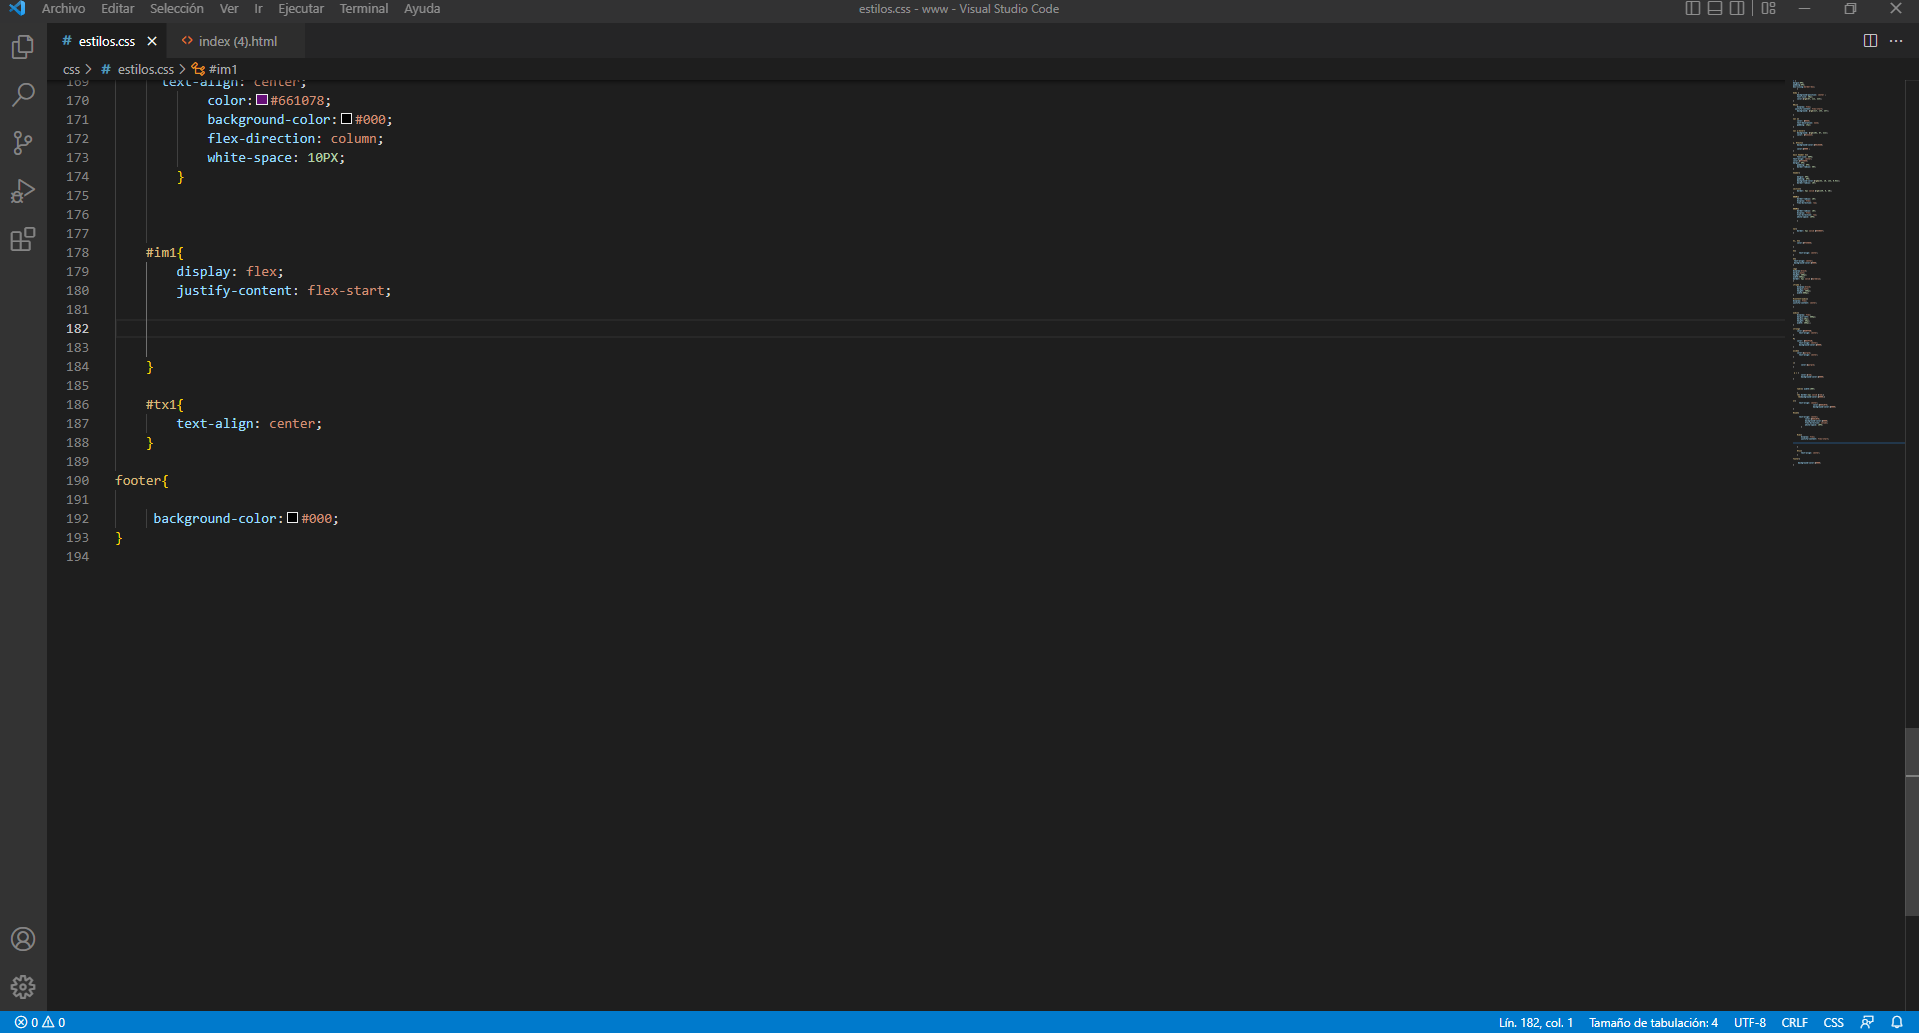 Archivo Editar Selección Ver Ir Ejecutar Terminal Ayuda
estilos.css - www - Visual Studio Code
# estilos.css
<> index (4).html
css > # estilos.css > #im1
169 text-align: center;
170 color: #661078;
171 background-color: #000;
172 flex-direction: column;
173 white-space: 10PX;
174 }
175
176
177
178 #im1{
179 display: flex;
180 justify-content: flex-start;
181
182
183
184 }
185
186 #tx1{
187 text-align: center;
188 }
189
190 footer{
191
192 background-color: #000;
193 }
194
0 0
Lín. 182, col. 1 Tamaño de tabulación: 4 UTF-8 CRLF CSS